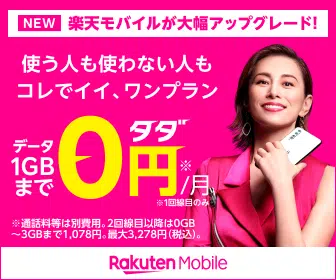 NEW 楽天モバイルが大幅アップグレード!
使う人も使わない人も
コレでイイ、ワンプラン
データ
1GB
まで
タダ
0円※/月
※1回線目のみ
※通話料等は別費用。2回線目以降は0GB
〜3GBまで1,078円。最大3,278円(税込)。
Rakuten Mobile